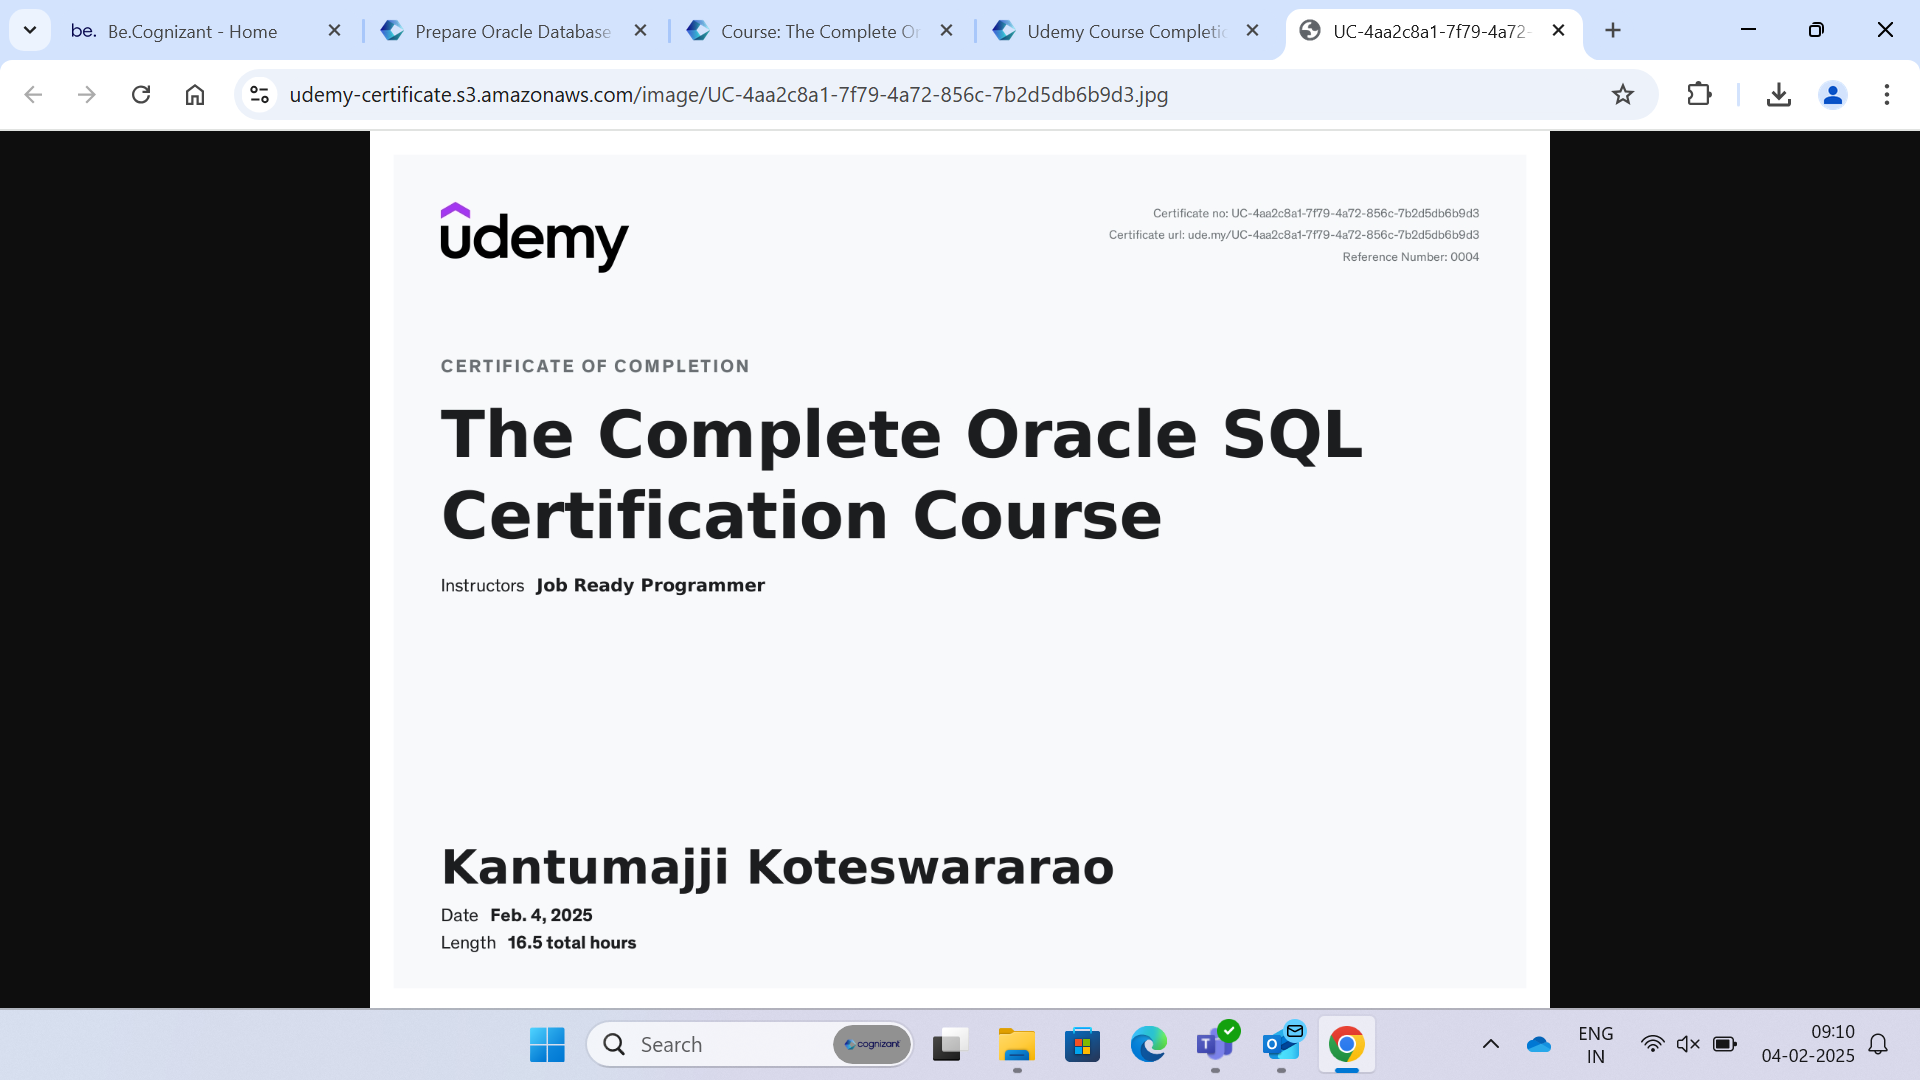 be. Be.Cognizant - Home
Prepare Oracle Database
Course: The Complete Or
Udemy Course Completic
UC-4aa2c8a1-7f79-4a72-
udemy-certificate.s3.amazonaws.com/image/UC-4aa2c8a1-7f79-4a72-856c-7b2d5db6b9d3.jpg
udemy
Certificate no: UC-4aa2c8a1-7f79-4a72-856c-7b2d5db6b9d3
Certificate url: ude.my/UC-4aa2c8a1-7f79-4a72-856c-7b2d5db6b9d3
Reference Number: 0004
CERTIFICATE OF COMPLETION
The Complete Oracle SQL
Certification Course
Instructors Job Ready Programmer
Kantumajji Koteswararao
Date Feb. 4, 2025
Length 16.5 total hours
Search
cognizant
ENG
IN
09:10
04-02-2025